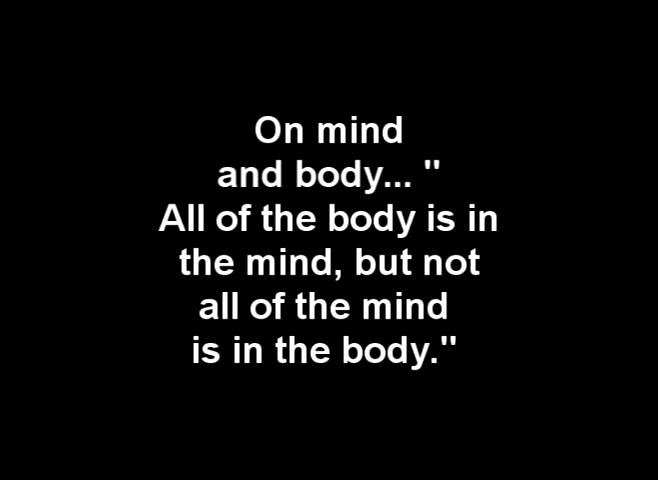 On mind
and body... "
All of the body is in
the mind, but not
all of the mind
is in the body."